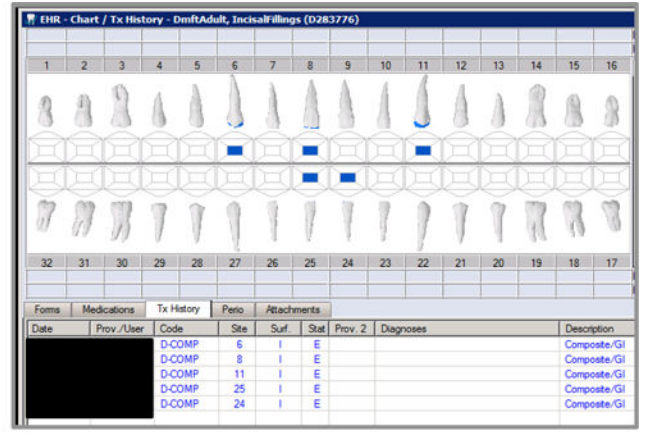 EHR - Chart / Tx History - DmftAdult, IncisalFillings (D283776)
1 2 3 4 5 6 7 8 9 10 11 12 13 14 15 16
32 31 30 29 28 27 26 25 24 23 22 21 20 19 18 17
Forms Medications Tx History Perio Attachments
Date Prov./User Code Site Surf. Stat Prov. 2 Diagnoses Description
D-COMP 6 I E Composite/GI
D-COMP 8 I E Composite/GI
D-COMP 11 I E Composite/GI
D-COMP 25 I E Composite/GI
D-COMP 24 I E Composite/GI